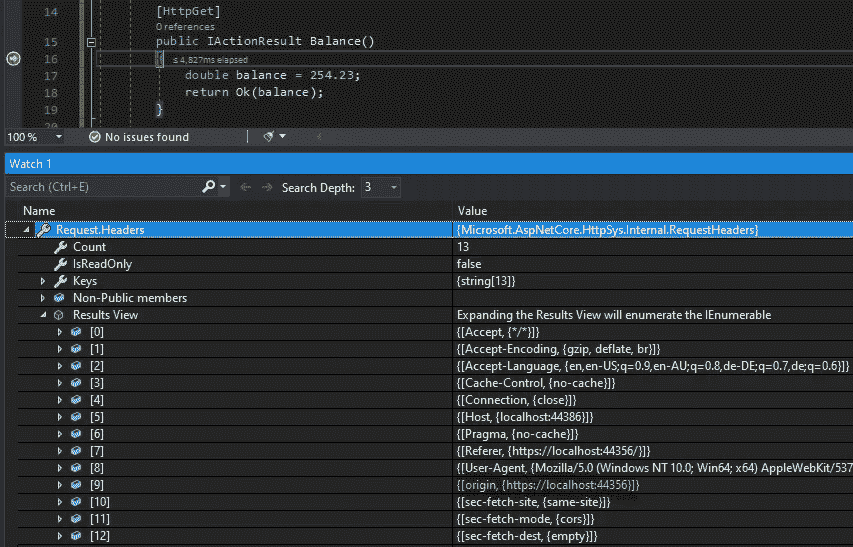 14 [HttpGet]
0 references
15 public IActionResult Balance()
16 { ≤ 4,827ms elapsed
17 double balance = 254.23;
18 return Ok(balance);
19 }
20
100 % No issues found
Watch 1
Search (Ctrl+E) Search Depth: 3
Name Value
Request.Headers {Microsoft.AspNetCore.HttpSys.Internal.RequestHeaders}
Count 13
IsReadOnly false
Keys {string[13]}
Non-Public members
Results View Expanding the Results View will enumerate the IEnumerable
[0] {[Accept, {*/*}]}
[1] {[Accept-Encoding, {gzip, deflate, br}]}
[2] {[Accept-Language, {en,en-US;q=0.9,en-AU;q=0.8,de-DE;q=0.7,de;q=0.6}]}
[3] {[Cache-Control, {no-cache}]}
[4] {[Connection, {close}]}
[5] {[Host, {localhost:44386}]}
[6] {[Pragma, {no-cache}]}
[7] {[Referer, {https://localhost:44356/}]}
[8] {[User-Agent, {Mozilla/5.0 (Windows NT 10.0; Win64; x64) AppleWebKit/537
[9] {[origin, {https://localhost:44356}]}
[10] {[sec-fetch-site, {same-site}]}
[11] {[sec-fetch-mode, {cors}]}
[12] {[sec-fetch-dest, {empty}]}